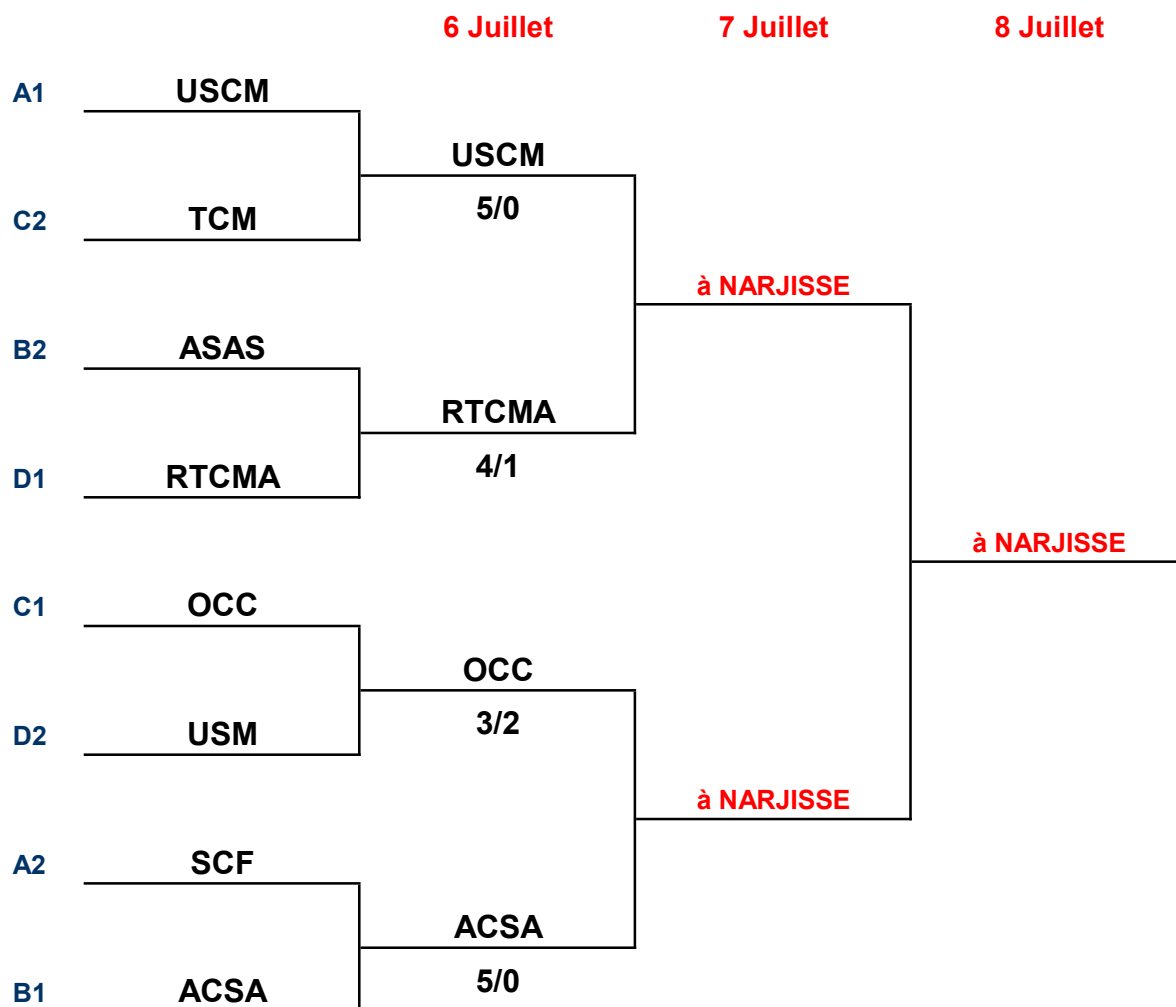 6 Juillet 7 Juillet 8 Juillet
A1 USCM
USCM
5/0
C2 TCM
à NARJISSE
B2 ASAS
RTCMA
4/1
D1 RTCMA
à NARJISSE
C1 OCC
OCC
3/2
D2 USM
à NARJISSE
A2 SCF
ACSA
5/0
B1 ACSA